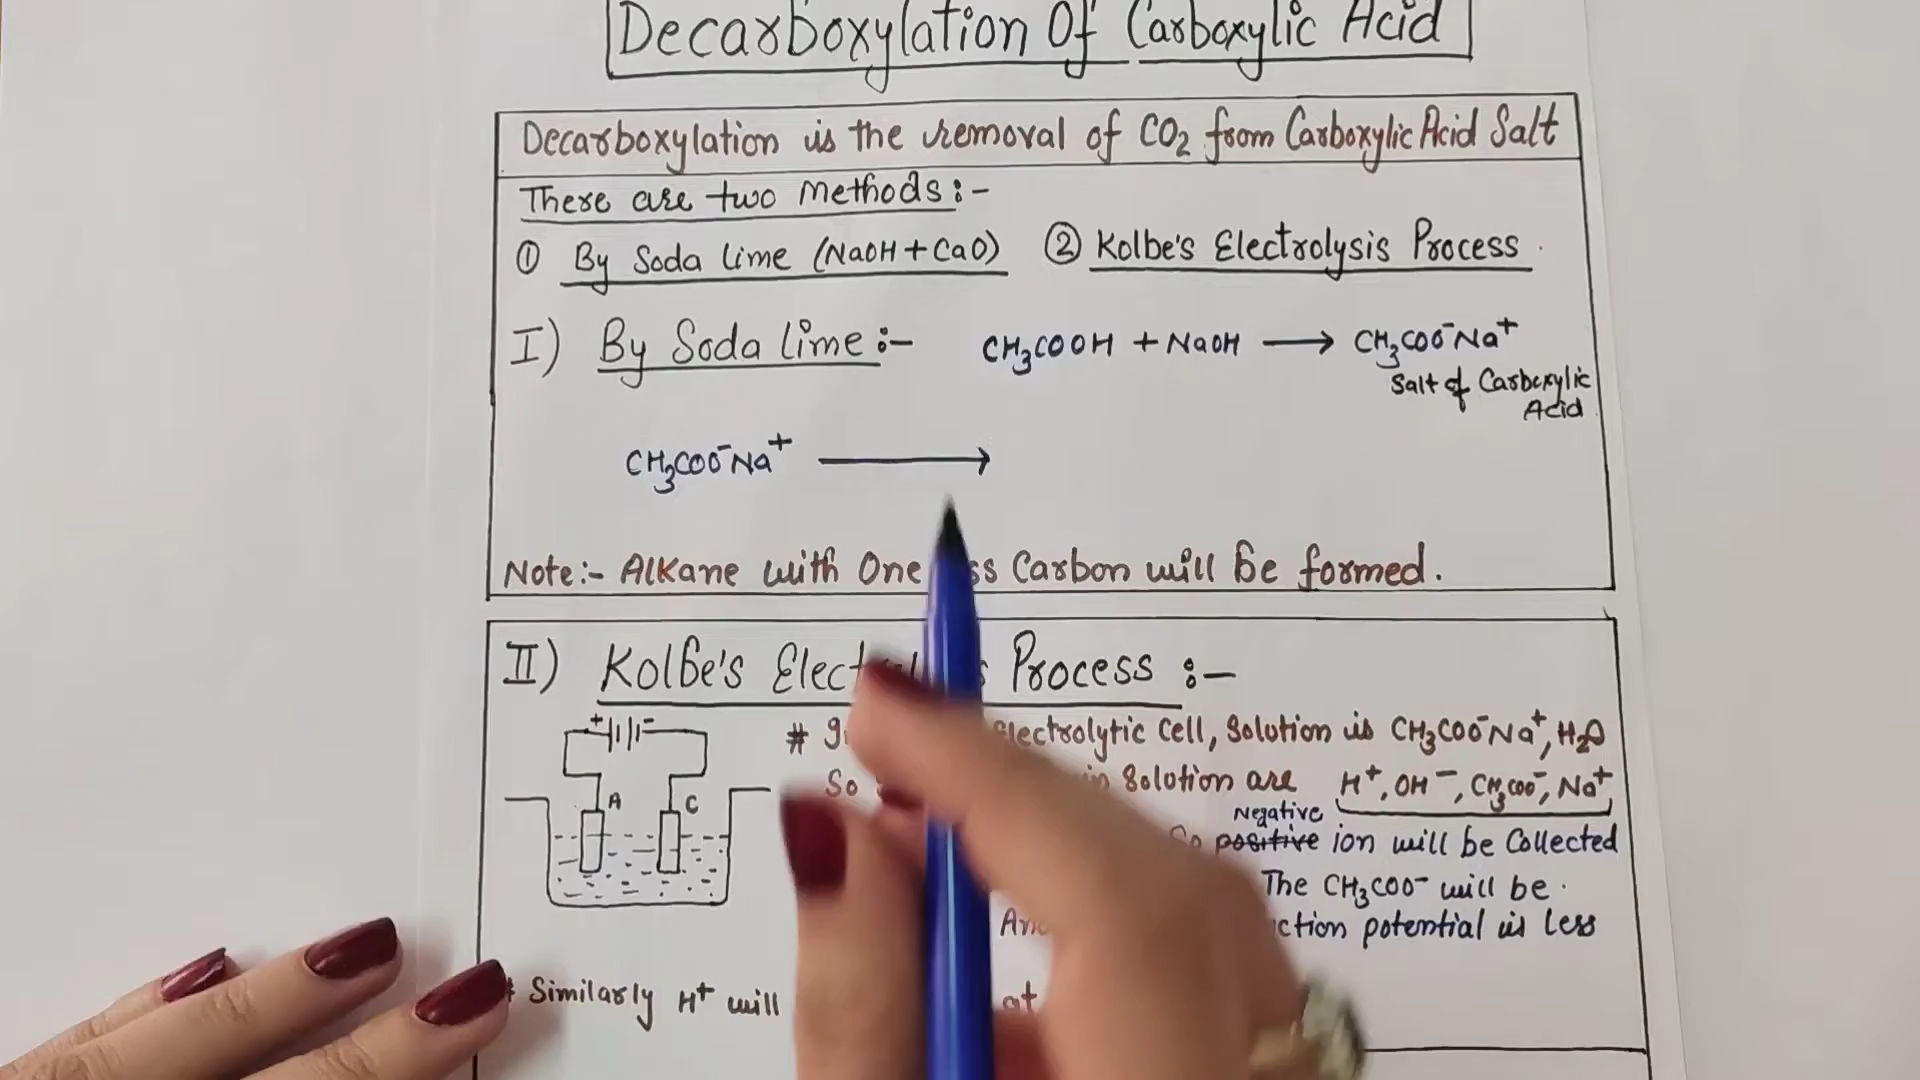 Decarboxylation Of Carboxylic Acid
Decarboxylation is the removal of CO₂ from Carboxylic Acid Salt
There are two Methods:-
① By Soda lime (NaOH + CaO) ② Kolbe's Electrolysis Process
I) By Soda lime :- CH₃COOH + NaOH ⟶ CH₃COO⁻Na⁺
Salt of Carboxylic
Acid
CH₃COO⁻Na⁺ ⟶
Note:- Alkane with One Carbon will be formed.
II) Kolbe's Process :-
+ -
A C
# Electrolytic Cell, Solution is CH₃COO⁻Na⁺, H₂O
So in Solution are H⁺, OH⁻, CH₃COO⁻, Na⁺
Negative
So positive ion will be Collected
The CH₃COO⁻ will be
potential is less
# Similarly H⁺ will at